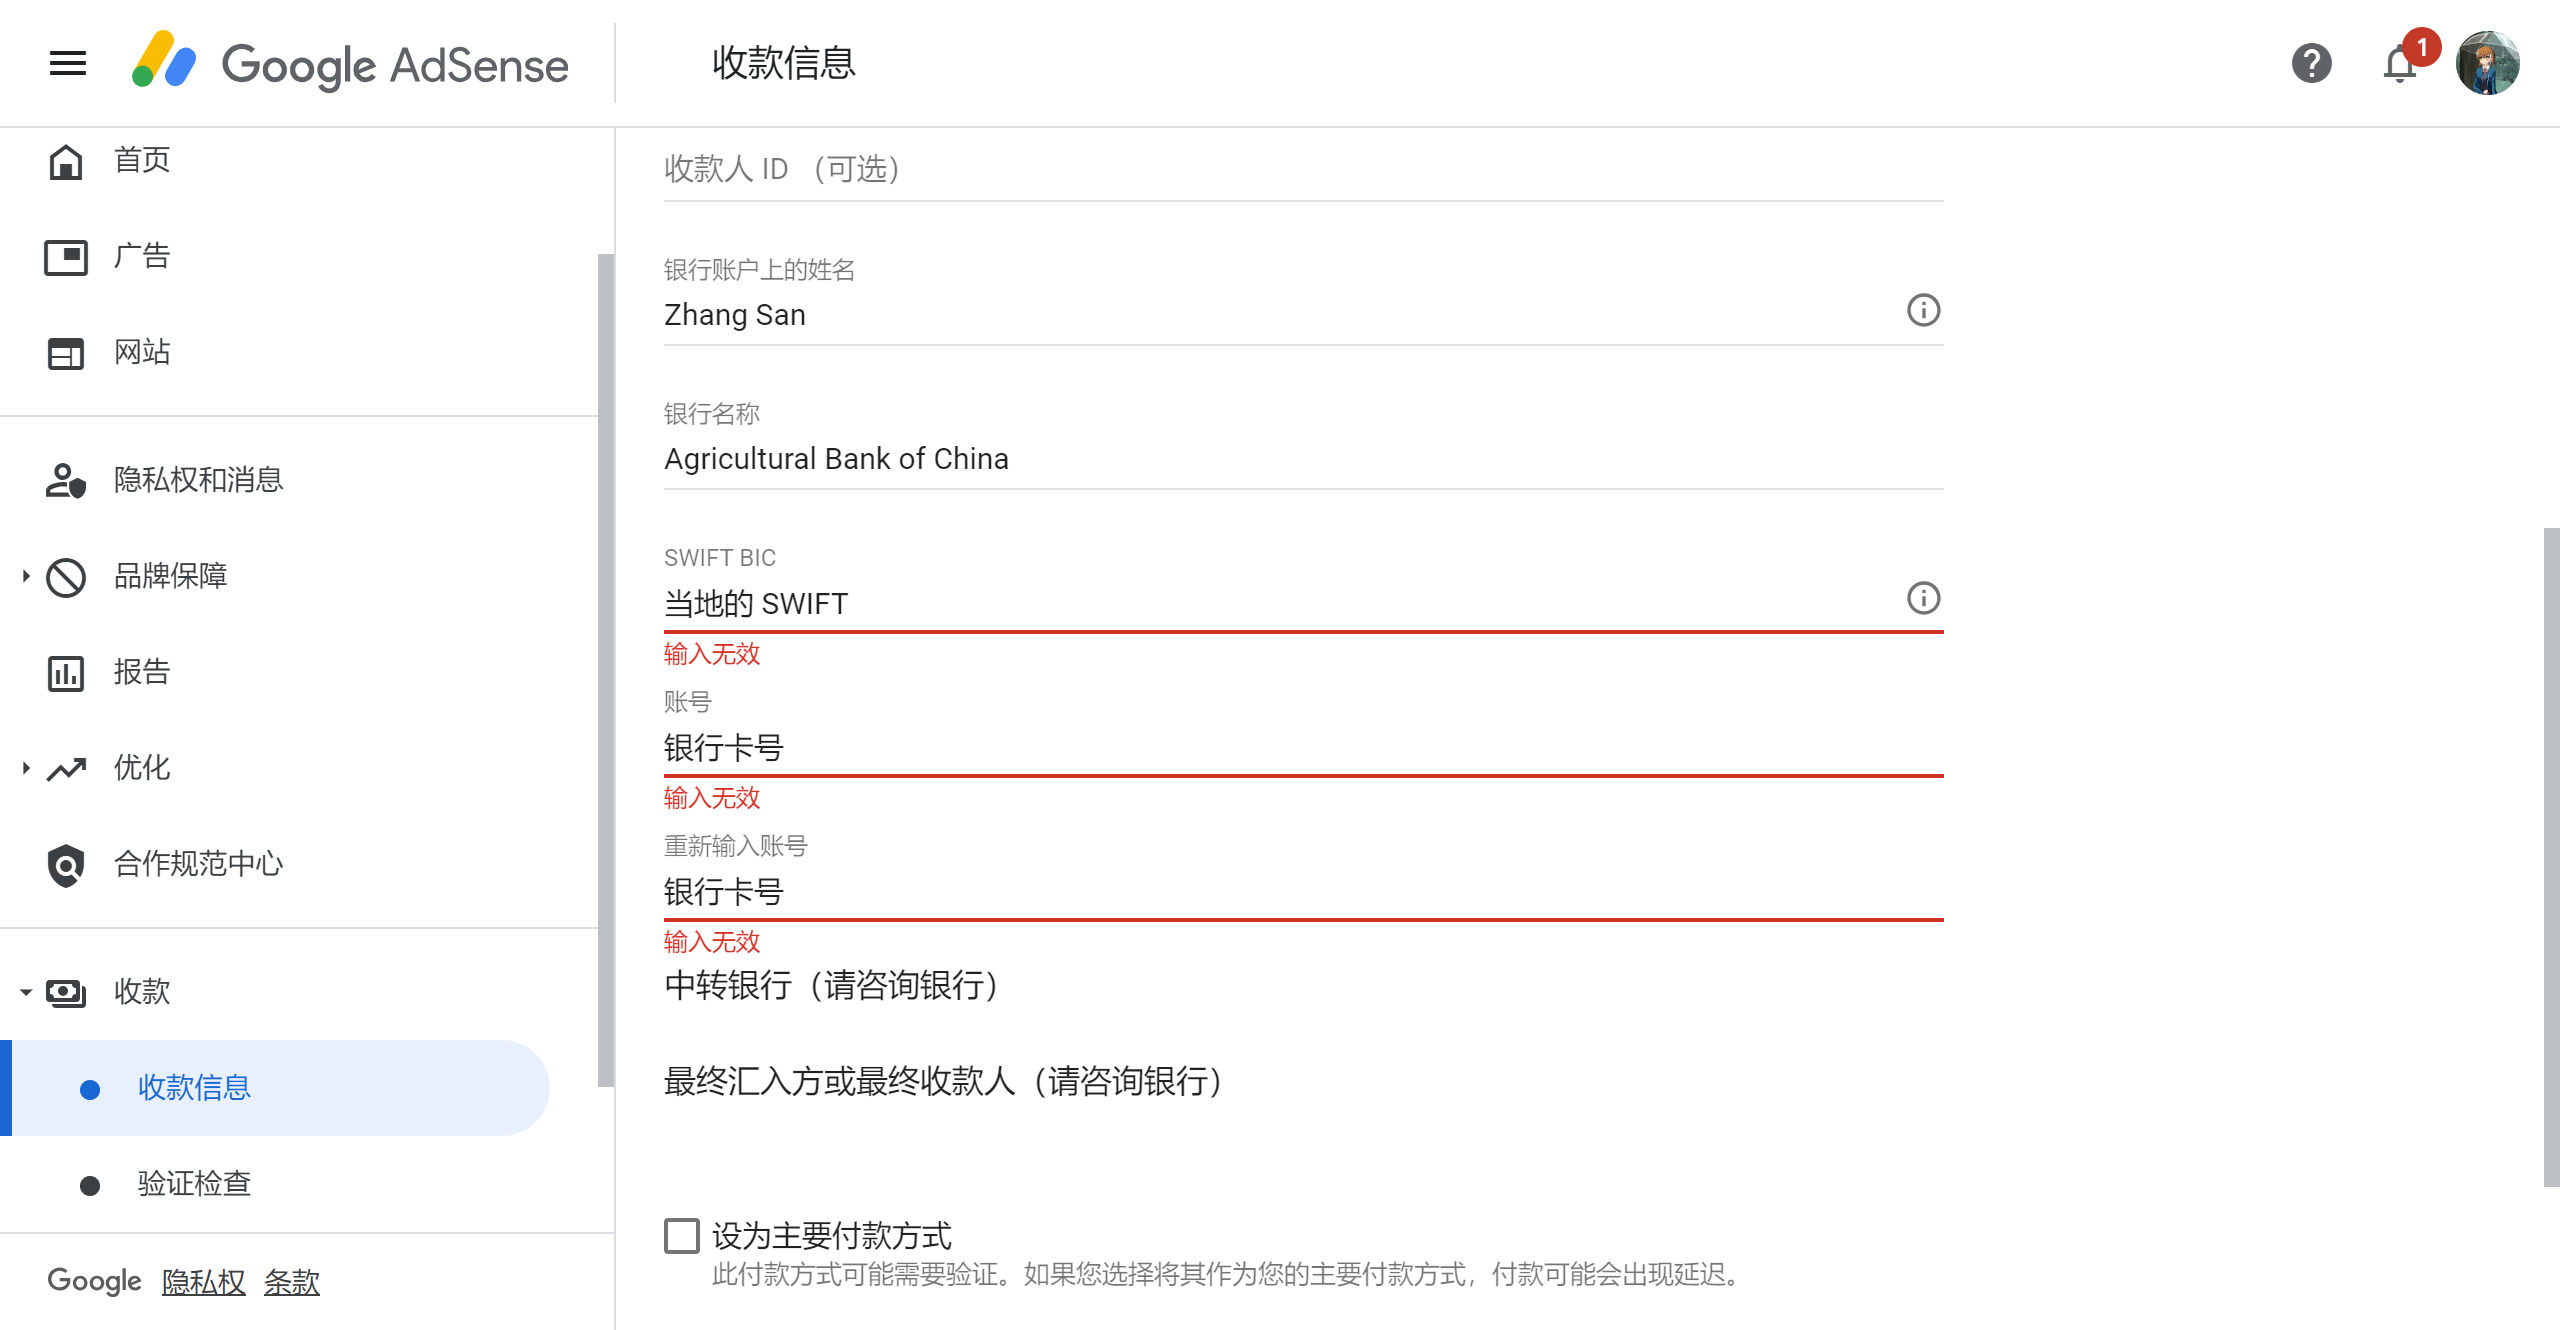 Google AdSense
收款信息
1
首页
广告
网站
隐私权和消息
品牌保障
报告
优化
合作规范中心
收款
收款信息
验证检查
Google 隐私权 条款
收款人 ID （可选）
银行账户上的姓名
Zhang San
银行名称
Agricultural Bank of China
SWIFT BIC
当地的 SWIFT
输入无效
账号
银行卡号
输入无效
重新输入账号
银行卡号
输入无效
中转银行（请咨询银行）
最终汇入方或最终收款人（请咨询银行）
设为主要付款方式
此付款方式可能需要验证。如果您选择将其作为您的主要付款方式，付款可能会出现延迟。